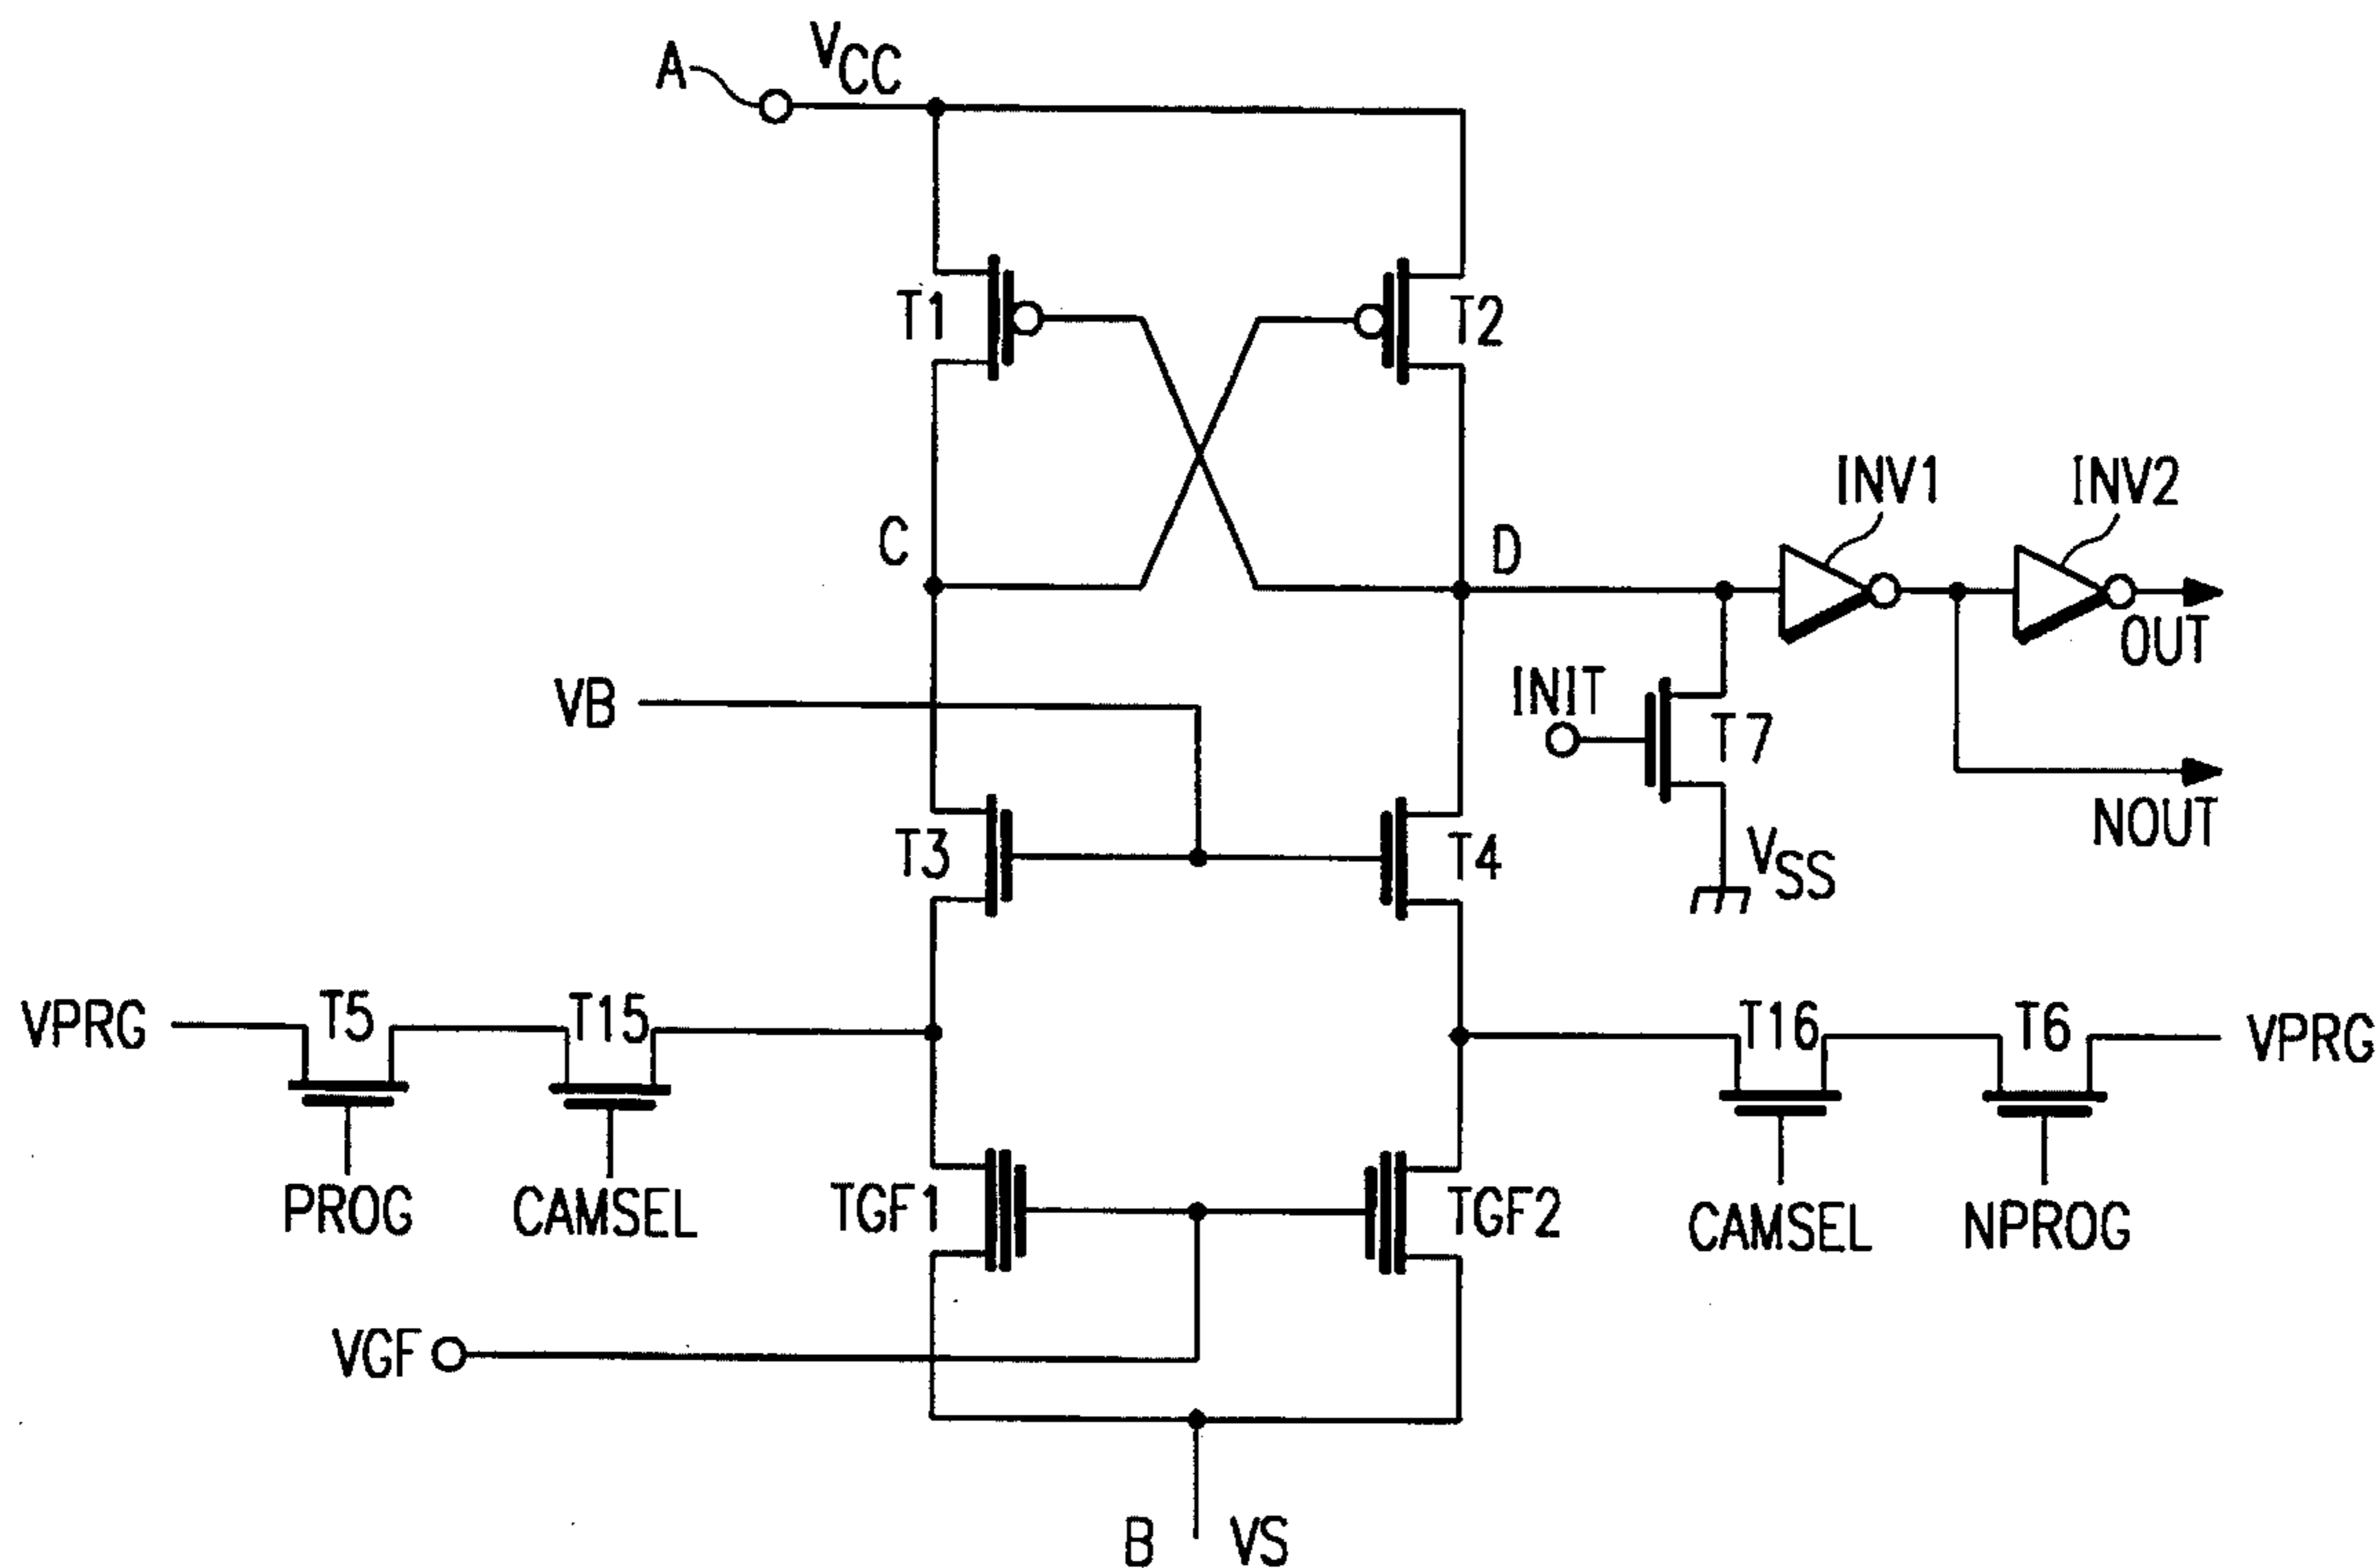 A
VCC
T1
T2
C
D
INV1
INV2
OUT
VB
INIT
T7
NOUT
T3
T4
VSS
VPRG
T5
T15
T16
T6
VPRG
PROG
CAMSEL
TGF1
TGF2
CAMSEL
NPROG
VGF
B
VS